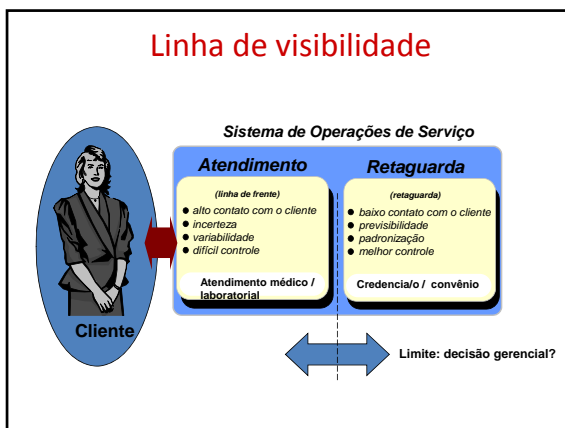 Linha de visibilidade
Sistema de Operações de Serviço
Atendimento
(linha de frente)
● alto contato com o cliente
● incerteza
● variabilidade
● difícil controle
Atendimento médico /
laboratorial
Retaguarda
(retaguarda)
● baixo contato com o cliente
● previsibilidade
● padronização
● melhor controle
Credencia/o / convênio
Cliente
Limite: decisão gerencial?